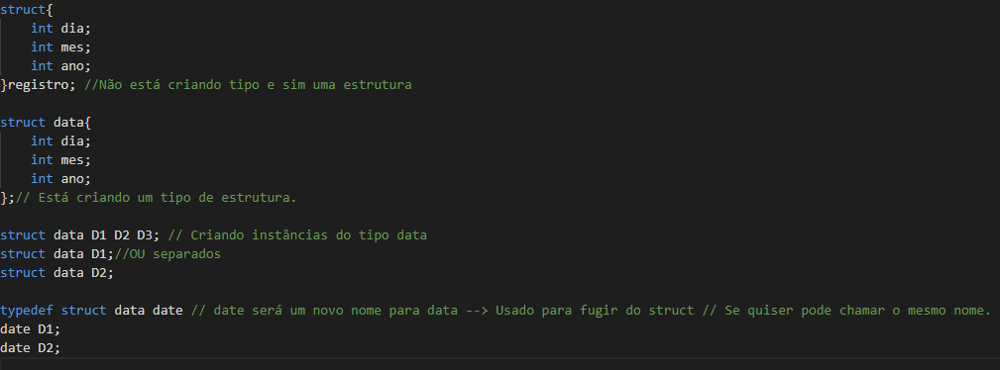 struct{
    int dia;
    int mes;
    int ano;
}registro; //Não está criando tipo e sim uma estrutura
struct data{
    int dia;
    int mes;
    int ano;
};// Está criando um tipo de estrutura.
struct data D1 D2 D3; // Criando instâncias do tipo data
struct data D1;//OU separados
struct data D2;
typedef struct data date // date será um novo nome para data --> Usado para fugir do struct // Se quiser pode chamar o mesmo nome.
date D1;
date D2;